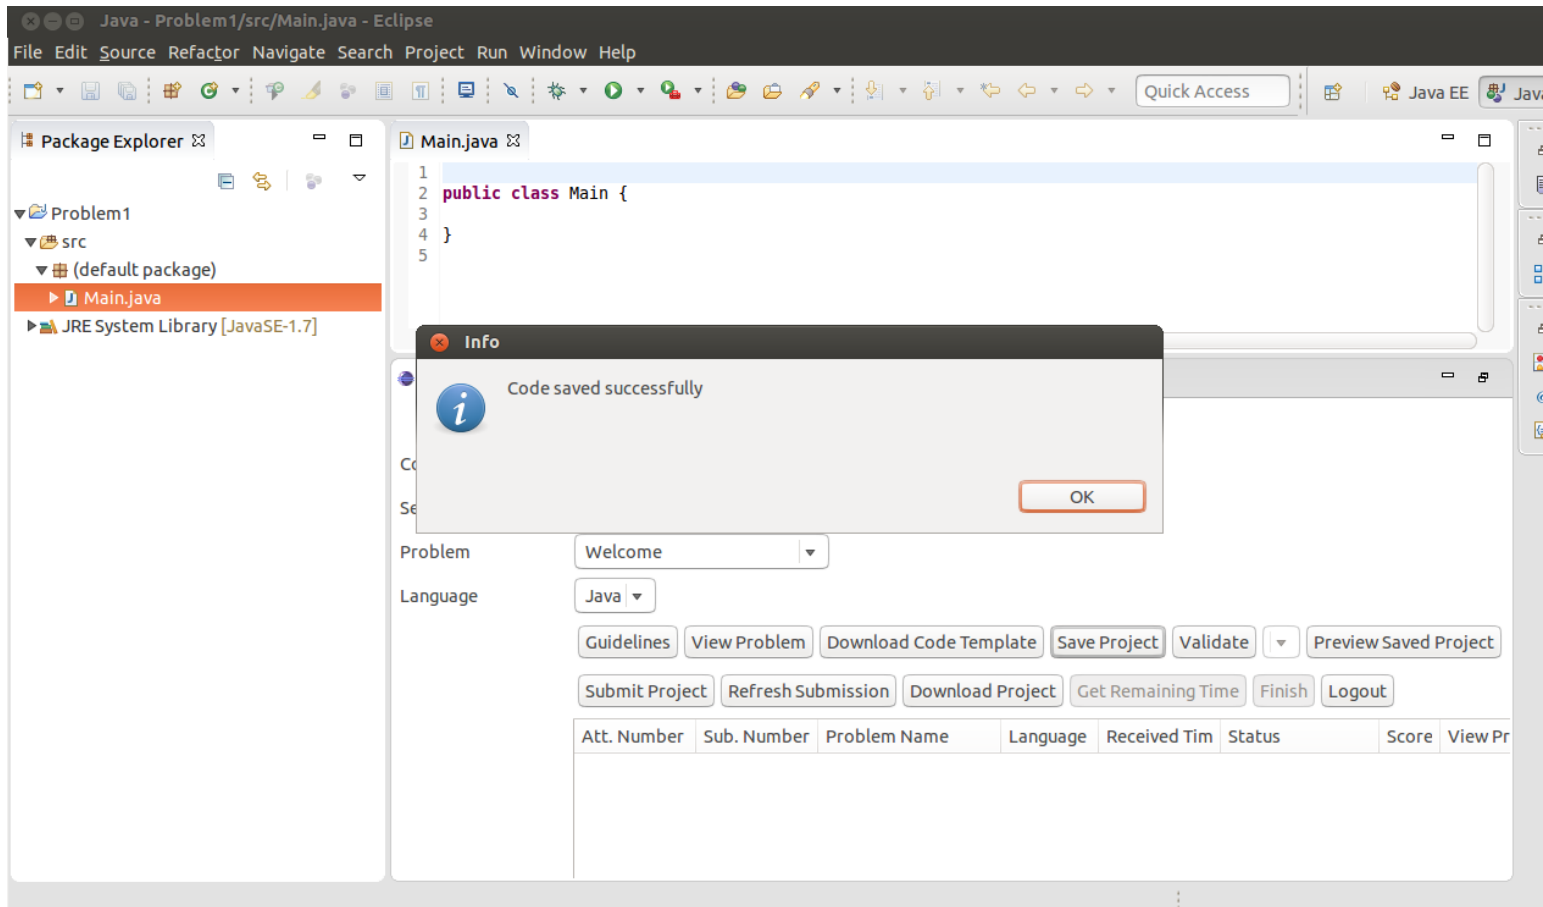 Java - Problem1/src/Main.java - Eclipse
File Edit Source Refactor Navigate Search Project Run Window Help
Quick Access
Java EE
Java
Package Explorer
Main.java
1
2 public class Main {
3
4 }
5
Problem1
src
(default package)
Main.java
JRE System Library [JavaSE-1.7]
Info
Code saved successfully
OK
Problem Welcome
Language Java
Guidelines View Problem Download Code Template Save Project Validate Preview Saved Project
Submit Project Refresh Submission Download Project Get Remaining Time Finish Logout
Att. Number Sub. Number Problem Name Language Received Tim Status Score View Pr